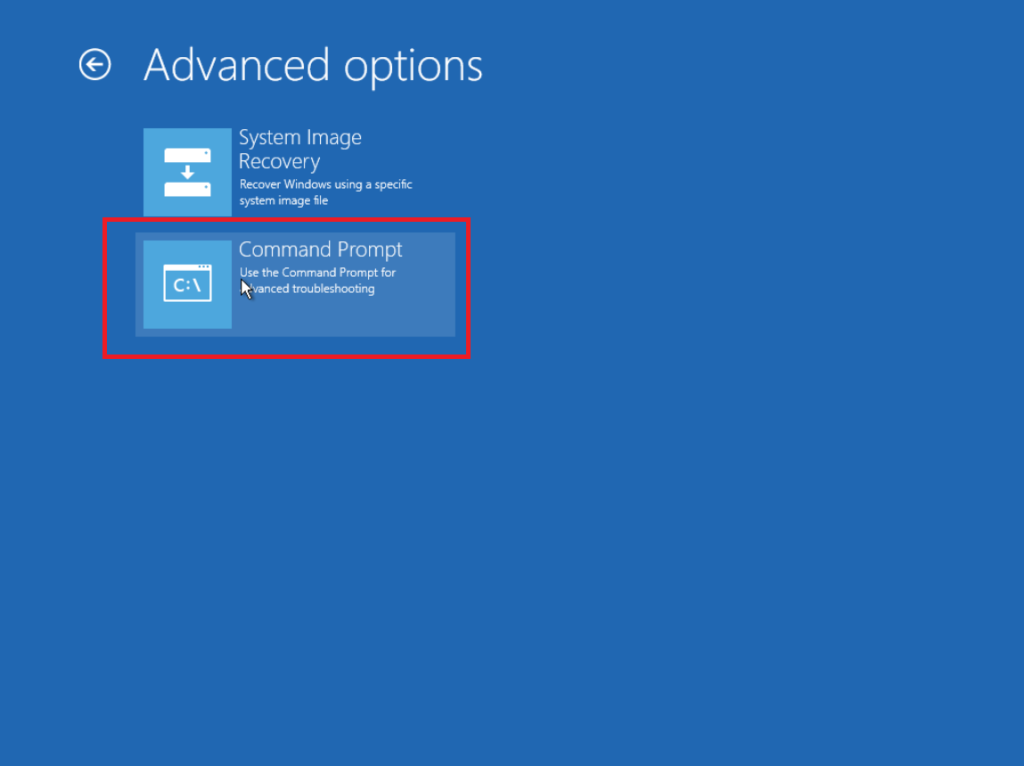 Advanced options
System Image
Recovery
Recover Windows using a specific
system image file
Command Prompt
Use the Command Prompt for
vanced troubleshooting
C:\